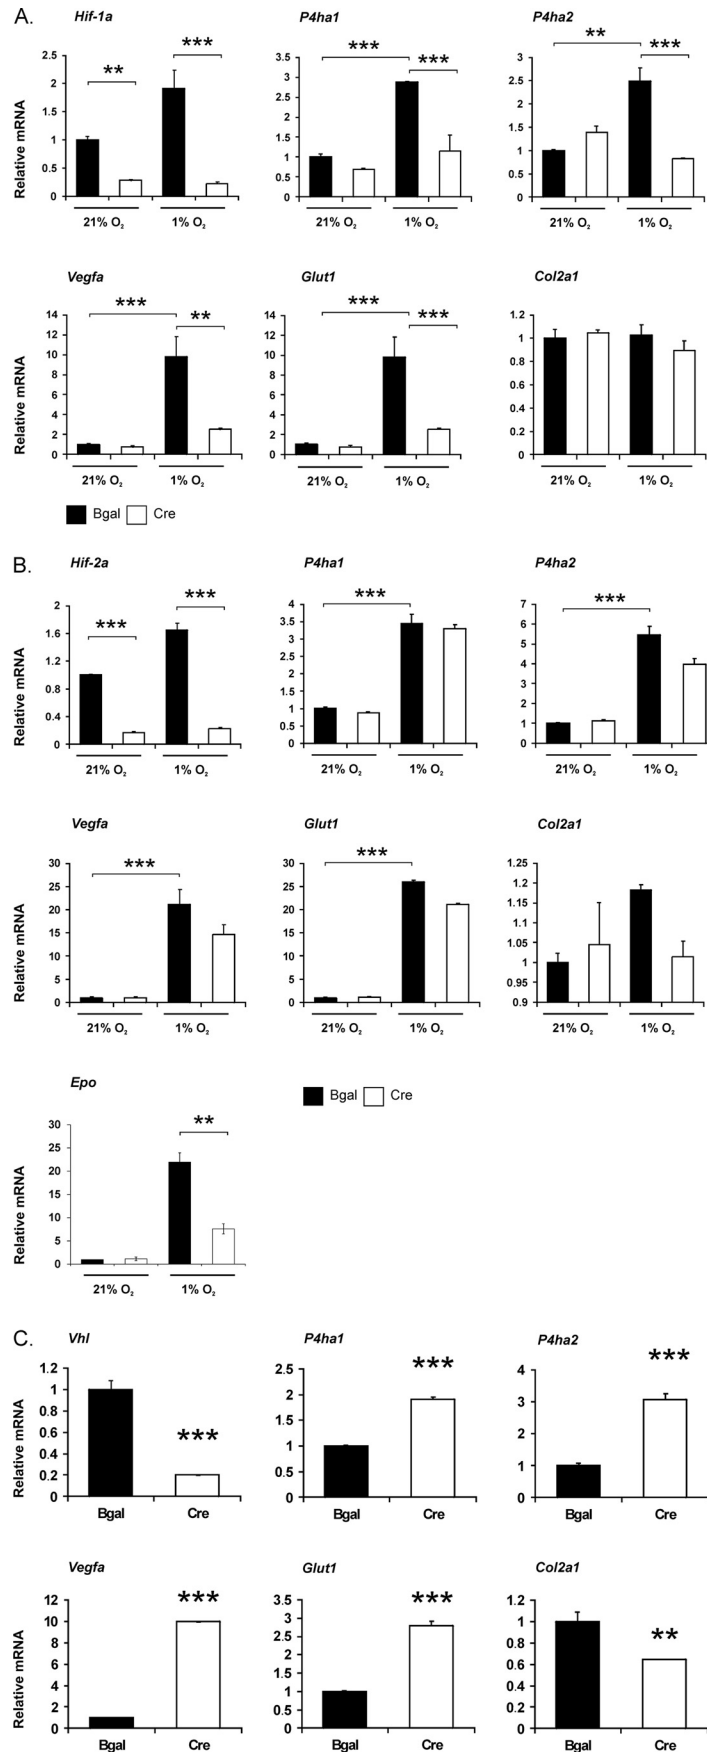 A.
Hif-1a P4ha1 P4ha2
Relative mRNA
2.5 2 1.5 1 0.5 0
** ***
21% O₂ 1% O₂
3.5 3 2.5 2 1.5 1 0.5 0
*** ***
21% O₂ 1% O₂
3 2.5 2 1.5 1 0.5 0
** ***
21% O₂ 1% O₂
Vegfa Glut1 Col2a1
Relative mRNA
14 12 10 8 6 4 2 0
*** **
21% O₂ 1% O₂
14 12 10 8 6 4 2 0
*** ***
21% O₂ 1% O₂
1.2 1 0.8 0.6 0.4 0.2 0
21% O₂ 1% O₂
Bgal Cre
B.
Hif-2a P4ha1 P4ha2
Relative mRNA
2 1.6 1.2 0.8 0.4 0
*** ***
21% O₂ 1% O₂
4 3.5 3 2.5 2 1.5 1 0.5 0
***
21% O₂ 1% O₂
7 6 5 4 3 2 1 0
***
21% O₂ 1% O₂
Vegfa Glut1 Col2a1
Relative mRNA
30 25 20 15 10 5 0
***
21% O₂ 1% O₂
30 25 20 15 10 5 0
***
21% O₂ 1% O₂
1.25 1.2 1.15 1.1 1.05 1 0.95 0.9
21% O₂ 1% O₂
Epo
Bgal Cre
Relative mRNA
30 25 20 15 10 5 0
**
21% O₂ 1% O₂
C.
Vhl P4ha1 P4ha2
Relative mRNA
1.2 1 0.8 0.6 0.4 0.2 0
***
Bgal Cre
2.5 2 1.5 1 0.5 0
***
Bgal Cre
4 3 2 1 0
***
Bgal Cre
Vegfa Glut1 Col2a1
Relative mRNA
12 10 8 6 4 2 0
***
Bgal Cre
3.5 3 2.5 2 1.5 1 0.5 0
***
Bgal Cre
1.2 1 0.8 0.6 0.4 0.2 0
**
Bgal Cre